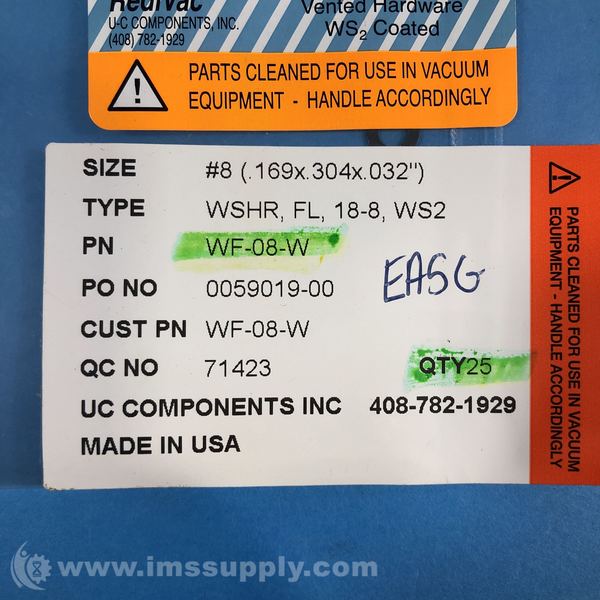 RediVac
U-C COMPONENTS, INC.
(408) 782-1929
Vented Hardware
WS2 Coated
PARTS CLEANED FOR USE IN VACUUM
EQUIPMENT - HANDLE ACCORDINGLY
SIZE #8 (.169x.304x.032")
TYPE WSHR, FL, 18-8, WS2
PN WF-08-W
PO NO 0059019-00
EASG
CUST PN WF-08-W
QC NO 71423 QTY25
UC COMPONENTS INC 408-782-1929
MADE IN USA
PARTS CLEANED FOR USE IN VACUUM
EQUIPMENT - HANDLE ACCORDINGLY
www.imssupply.com